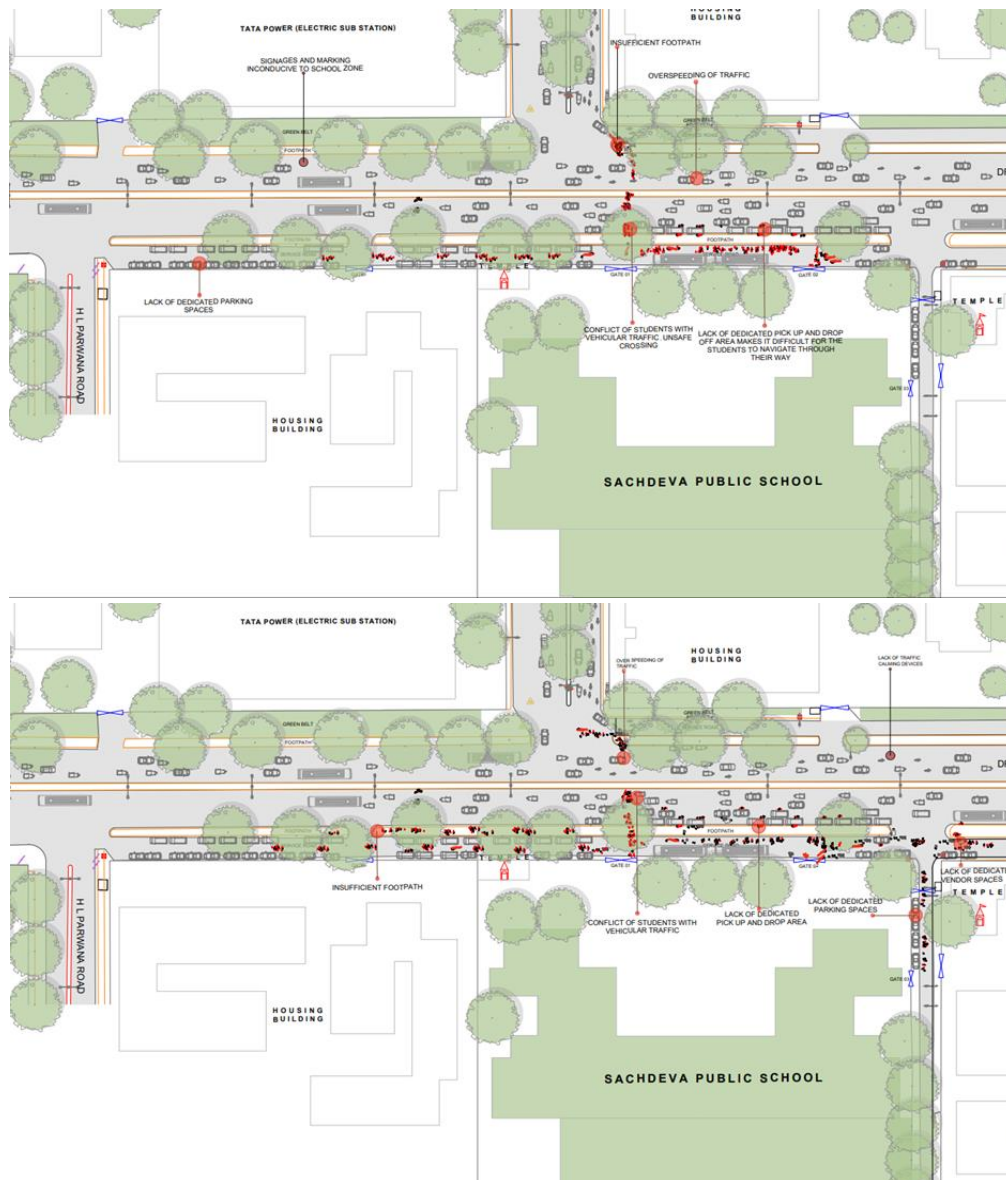 HOUSING
BUILDING
TATA POWER (ELECTRIC SUB STATION)
INSUFFICIENT FOOTPATH
SIGNAGES AND MARKING
INCONDUCIVE TO SCHOOL ZONE
OVERSPEEDING OF TRAFFIC
GREEN BELT
FOOTPATH
FOOTPATH
FOOTPATH
LACK OF DEDICATED PARKING
SPACES
H L PARWANA ROAD
GATE 01
GATE 02
TEMPLE
CONFLICT OF STUDENTS WITH
VEHICULAR TRAFFIC. UNSAFE
CROSSING
LACK OF DEDICATED PICK UP AND DROP
OFF AREA MAKES IT DIFFICULT FOR THE
STUDENTS TO NAVIGATE THROUGH
THEIR WAY
GATE 03
HOUSING
BUILDING
SACHDEVA PUBLIC SCHOOL
TATA POWER (ELECTRIC SUB STATION)
HOUSING
BUILDING
OVER SPEEDING OF
TRAFFIC
LACK OF TRAFFIC
CALMING DEVICES
GREEN BELT
FOOTPATH
FOOTPATH
FOOTPATH
INSUFFICIENT FOOTPATH
H L PARWANA ROAD
GATE 01
CONFLICT OF STUDENTS WITH
VEHICULAR TRAFFIC
LACK OF DEDICATED
PICK UP AND DROP AREA
LACK OF DEDICATED
PARKING SPACES
LACK OF DEDICATE
VENDOR SPACES
TEMPLE
GATE 03
HOUSING
BUILDING
SACHDEVA PUBLIC SCHOOL